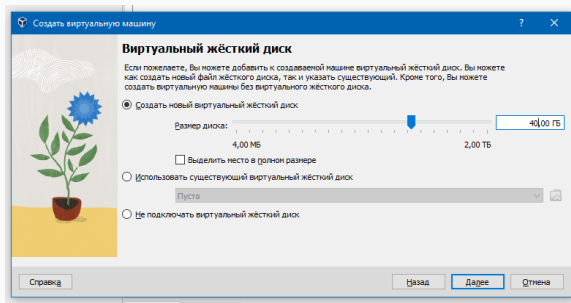 Создать виртуальную машину
Виртуальный жёсткий диск
Если пожелаете, Вы можете добавить к создаваемой машине виртуальный жёсткий диск. Вы можете
как создать новый файл жёсткого диска, так и указать существующий. Кроме того, Вы можете
создать виртуальную машину без виртуального жёсткого диска.
Создать новый виртуальный жёсткий диск
Размер диска: 40,00 ГБ
4,00 МБ 2,00 ТБ
Выделить место в полном размере
Использовать существующий виртуальный жёсткий диск
Пусто
Не подключать виртуальный жёсткий диск
Справка Назад Далее Отмена